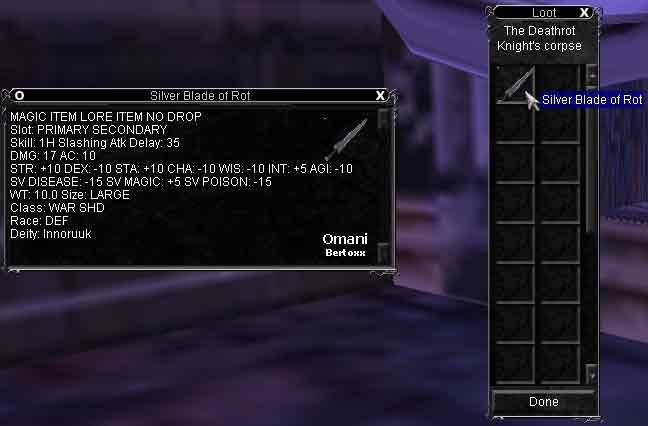 Loot
X
The Deathrot
Knight's corpse
Silver Blade of Rot
Done
O
Silver Blade of Rot
X
MAGIC ITEM LORE ITEM NO DROP
Slot: PRIMARY SECONDARY
Skill: 1H Slashing Atk Delay: 35
DMG: 17 AC: 10
STR: +10 DEX: -10 STA: +10 CHA: -10 WIS: -10 INT: +5 AGI: -10
SV DISEASE: -15 SV MAGIC: +5 SV POISON: -15
WT: 10.0 Size: LARGE
Class: WAR SHD
Race: DEF
Deity: Innoruuk
Omani
Bertoxx